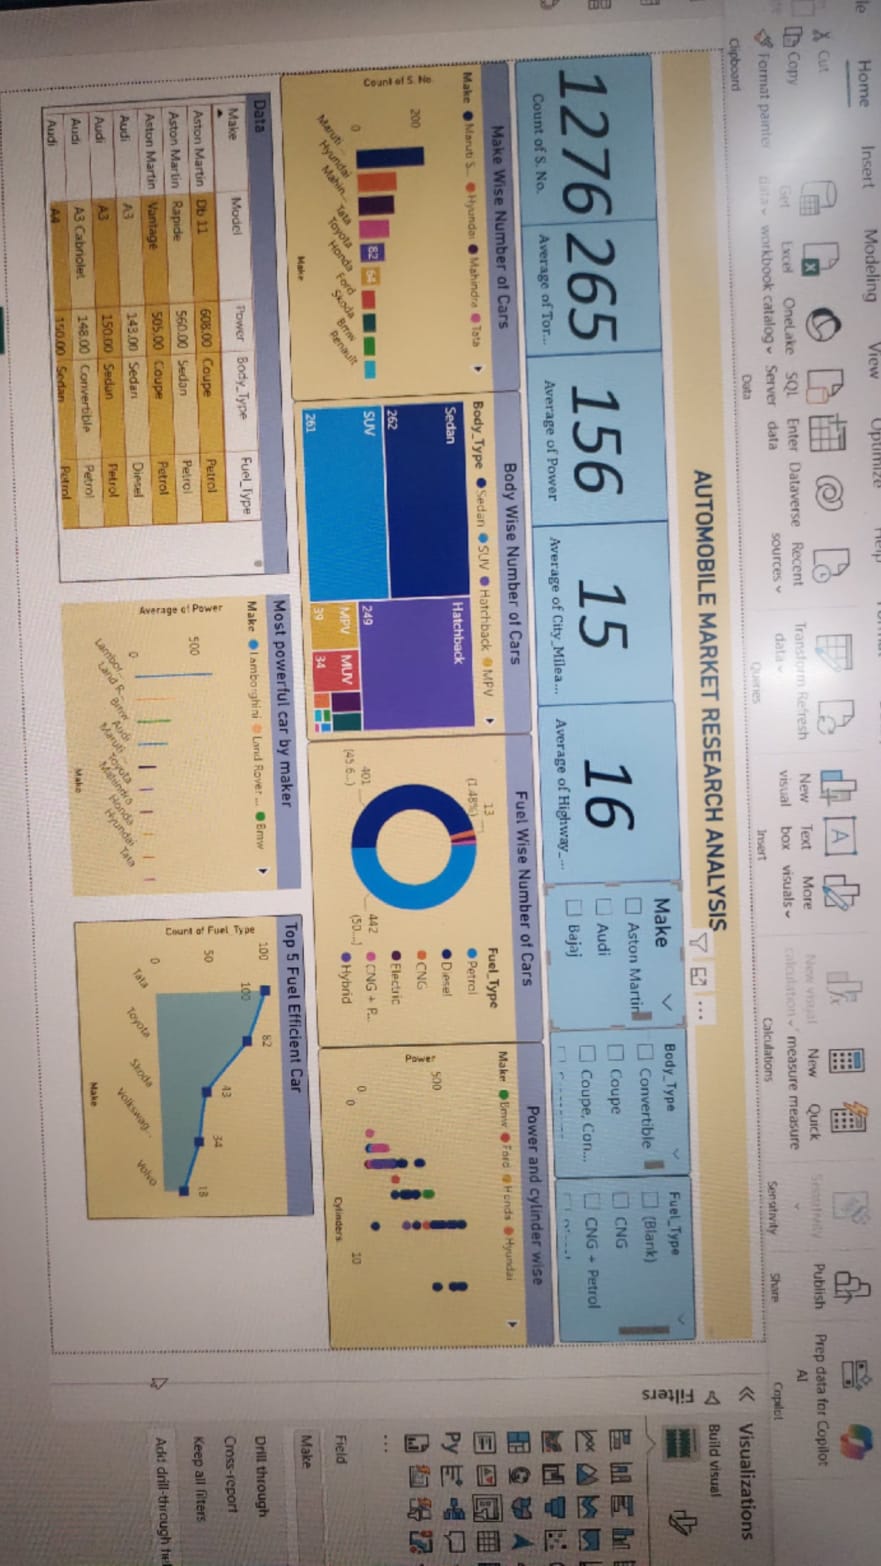 Home Insert Modeling View Optimize Help
Cut
Copy
Format painter
Clipboard
Get data
Excel workbook
OneLake catalog
SQL Server
Enter data
Dataverse
Recent sources
Data
Transform data
Refresh
Queries
New visual
Text box
More visuals
Insert
New visual calculation
New measure
Quick measure
Calculations
Sensitivity
Sensitivity
Publish
Share
Prep data for Copilot AI
Copilot
AUTOMOBILE MARKET RESEARCH ANALYSIS
1276
Count of S. No.
265
Average of Tor...
156
Average of Power
15
Average of City_Milea...
16
Average of Highway_...
Make
Aston Martin
Audi
Bajaj
Body_Type
Convertible
Coupe
Coupe, Con...
Fuel_Type
(Blank)
CNG
CNG + Petrol
Make Wise Number of Cars
Make Maruti S... Hyundai Mahindra Tata
Count of S. No.
200
0
82 64
Maruti ...
Hyundai
Mahin...
Tata
Toyota
Honda
Ford
Skoda
Bmw
Renault
Make
Body Wise Number of Cars
Body_Type Sedan SUV Hatchback MPV
Sedan
262
SUV
261
Hatchback
249
MPV
39
MUV
34
Fuel Wise Number of Cars
13
(1.48%)
401
(45.6...)
442
(50....)
Fuel_Type
Petrol
Diesel
CNG
Electric
CNG + P...
Hybrid
Power and cylinder wise
Make Bmw Ford Honda Hyundai
Power
500
0
0
10
Cylinders
Data
Make Model Power Body_Type Fuel_Type
Aston Martin Db 11 608.00 Coupe Petrol
Aston Martin Rapide 560.00 Sedan Petrol
Aston Martin Vantage 505.00 Coupe Petrol
Audi A3 143.00 Sedan Diesel
Audi A3 150.00 Sedan Petrol
Audi A3 Cabriolet 148.00 Convertible Petrol
Audi A4 150.00 Sedan Petrol
Most powerful car by maker
Make Lamborghini Land Rover ... Bmw
Average of Power
500
0
Lambor...
Land R...
Bmw
Audi
Maruti ...
Toyota
Mahindra
Honda
Hyundai
Tata
Make
Top 5 Fuel Efficient Car
Count of Fuel Type
100
50
0
100 82 43 34 18
Tata
Toyota
Skoda
Volkswag...
Volvo
Make
Filters
Visualizations
Build visual
Py
...
Field
Make
Drill through
Cross-report
Keep all filters
Add drill-through